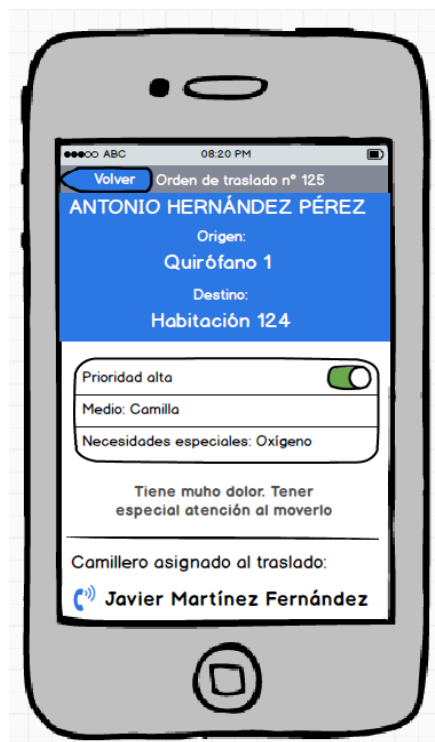 ABC 08:20 PM
Volver Orden de traslado nº 125
ANTONIO HERNÁNDEZ PÉREZ
Origen:
Quirófano 1
Destino:
Habitación 124
Prioridad alta
Medio: Camilla
Necesidades especiales: Oxígeno
Tiene muho dolor. Tener
especial atención al moverlo
Camillero asignado al traslado:
Javier Martínez Fernández